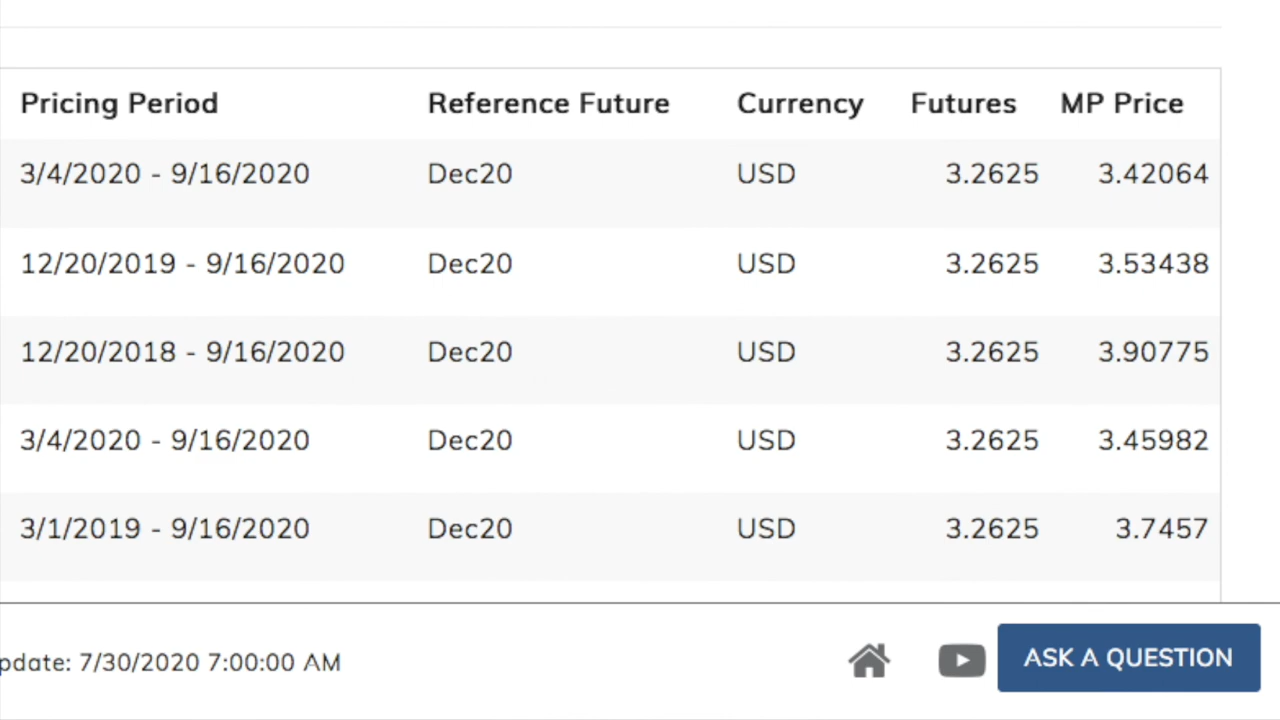 Pricing Period Reference Future Currency Futures MP Price
3/4/2020 - 9/16/2020 Dec20 USD 3.2625 3.42064
12/20/2019 - 9/16/2020 Dec20 USD 3.2625 3.53438
12/20/2018 - 9/16/2020 Dec20 USD 3.2625 3.90775
3/4/2020 - 9/16/2020 Dec20 USD 3.2625 3.45982
3/1/2019 - 9/16/2020 Dec20 USD 3.2625 3.7457
pdate: 7/30/2020 7:00:00 AM
ASK A QUESTION